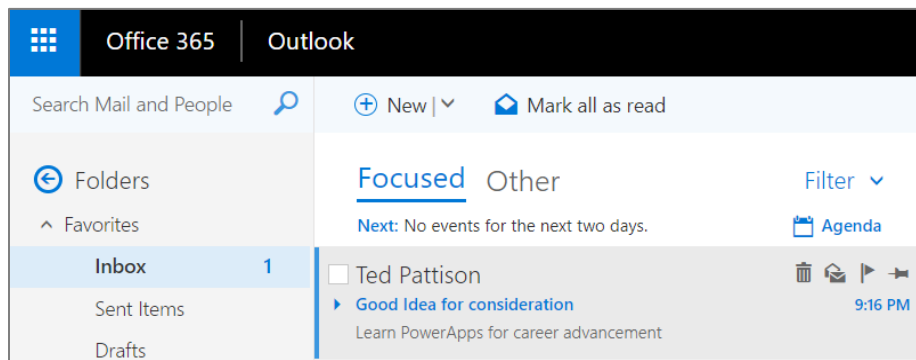 Office 365 Outlook
Search Mail and People
New Mark all as read
Folders
Favorites
Inbox 1
Sent Items
Drafts
Focused Other Filter
Next: No events for the next two days. Agenda
Ted Pattison
Good Idea for consideration 9:16 PM
Learn PowerApps for career advancement